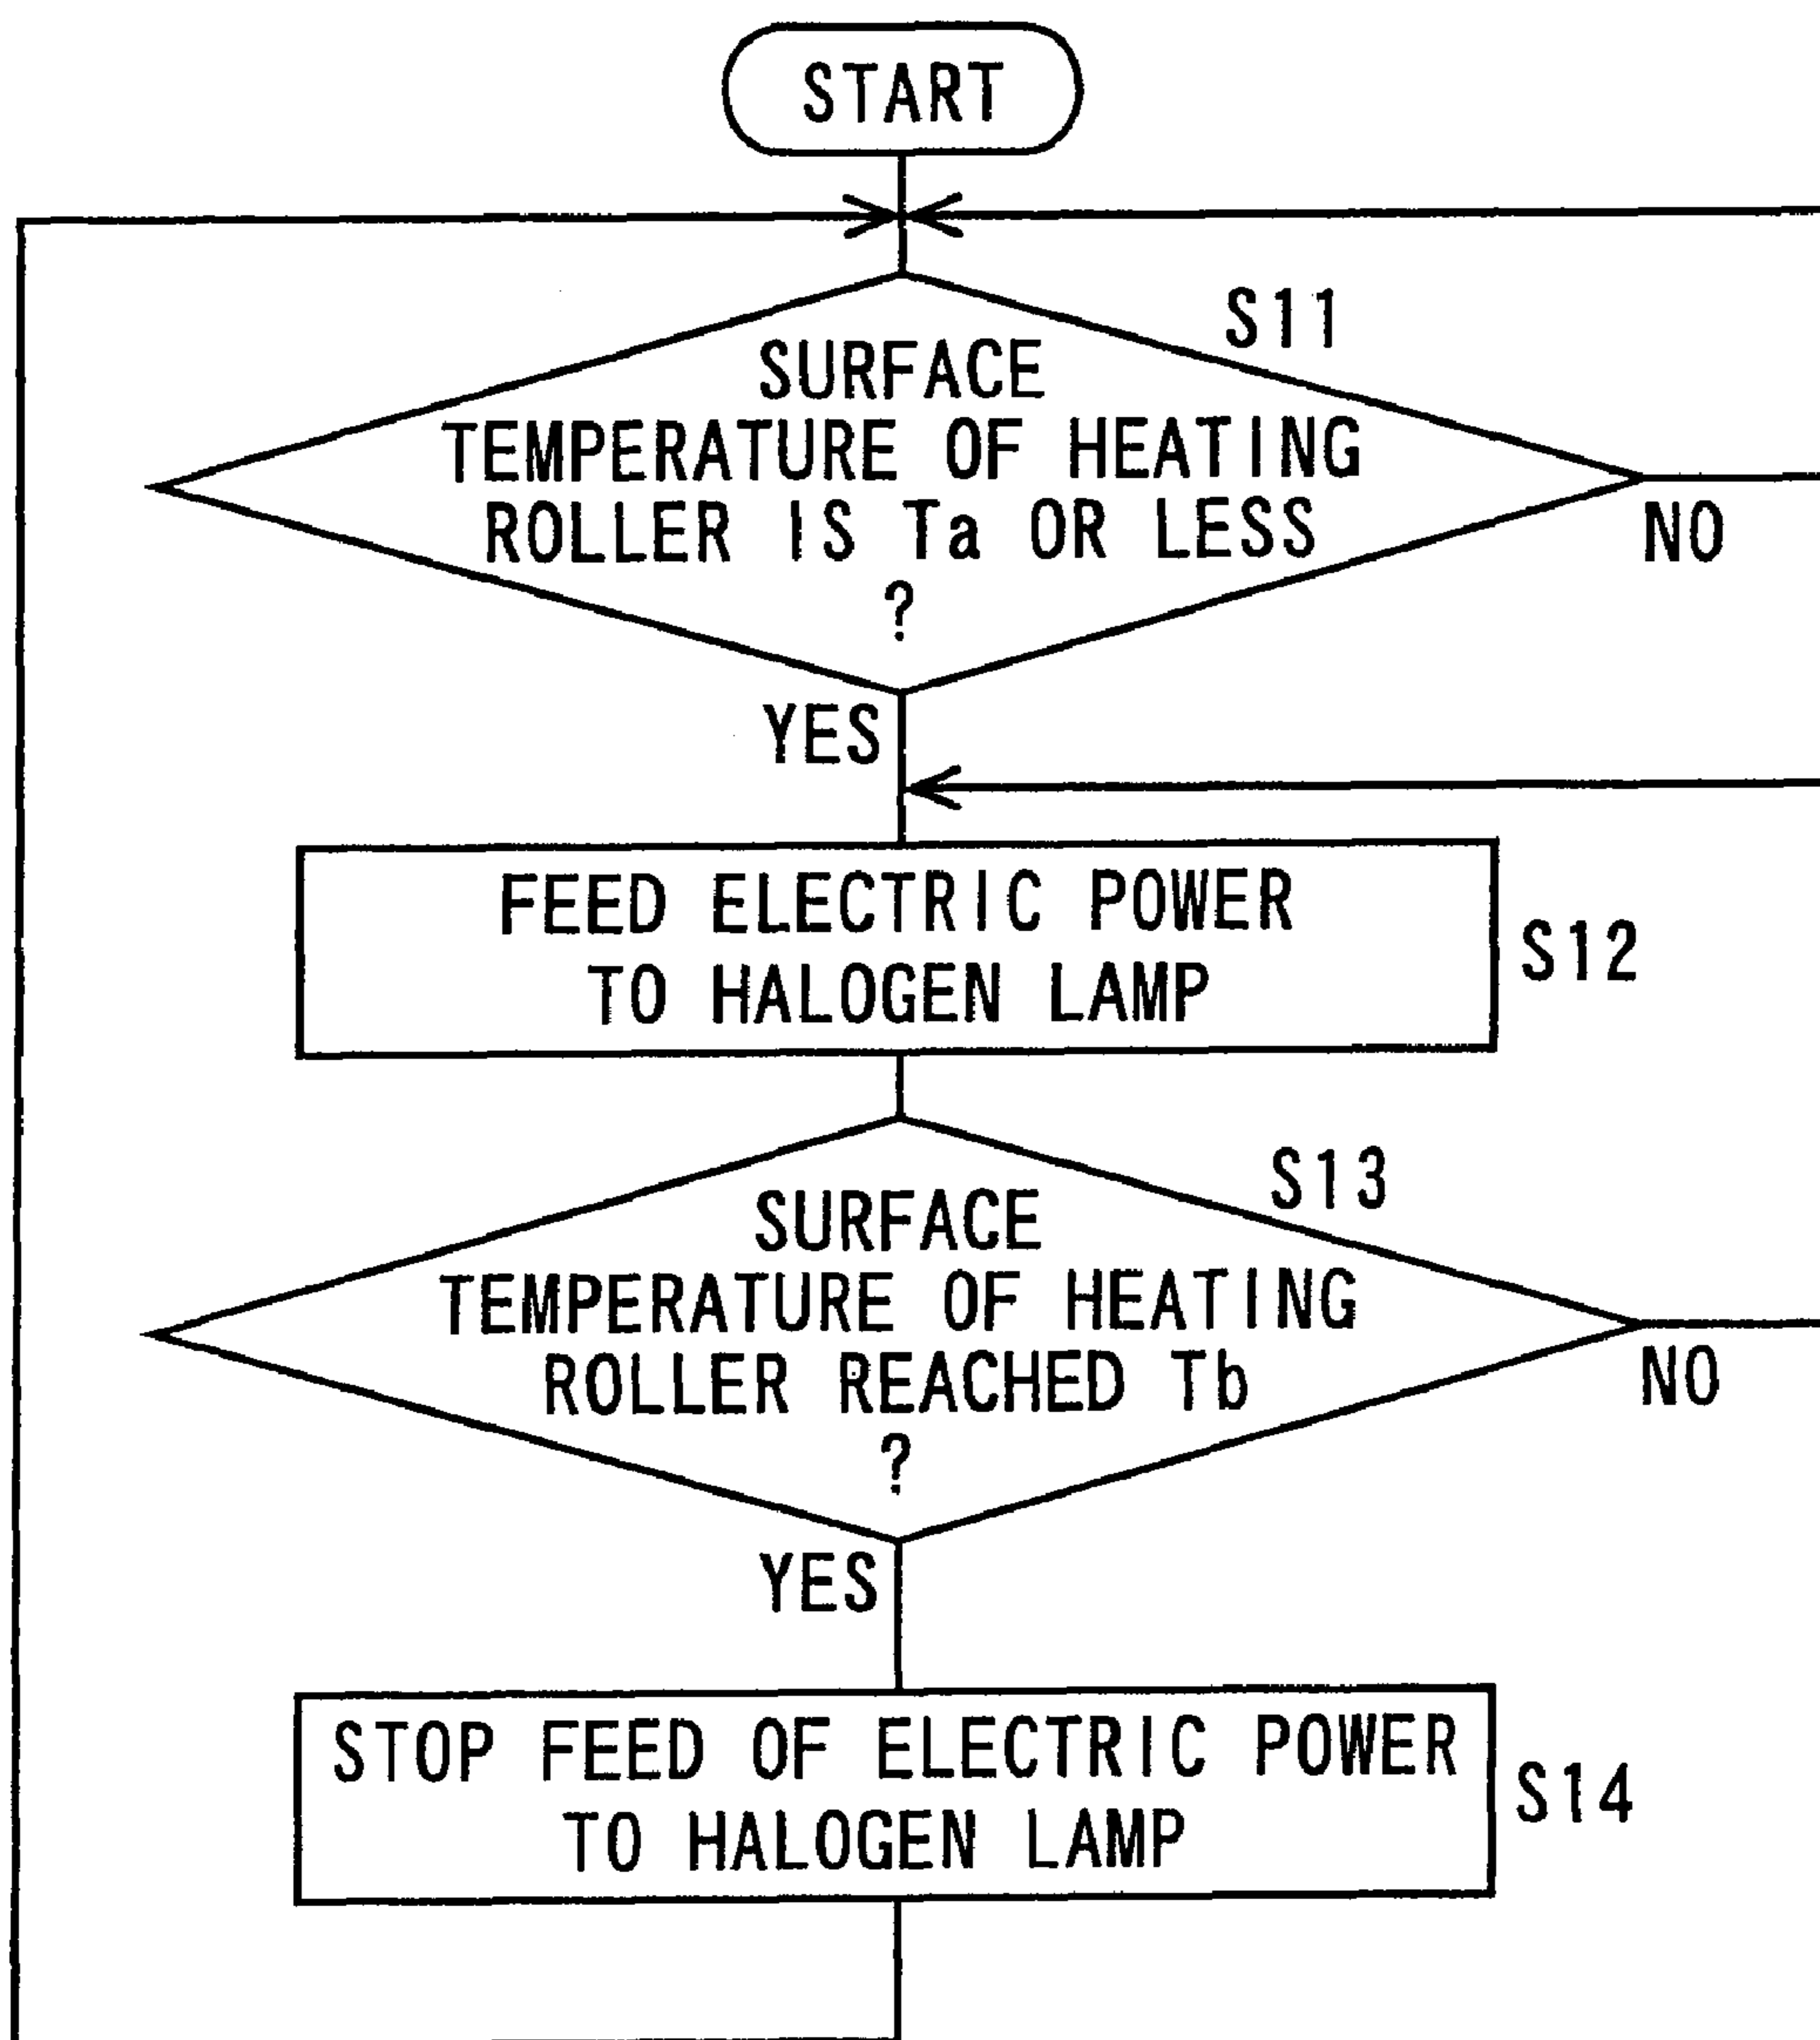 START
S11
SURFACE
TEMPERATURE OF HEATING
ROLLER IS Ta OR LESS
?
NO
YES
FEED ELECTRIC POWER
TO HALOGEN LAMP
S12
S13
SURFACE
TEMPERATURE OF HEATING
ROLLER REACHED Tb
?
NO
YES
STOP FEED OF ELECTRIC POWER
TO HALOGEN LAMP
S14